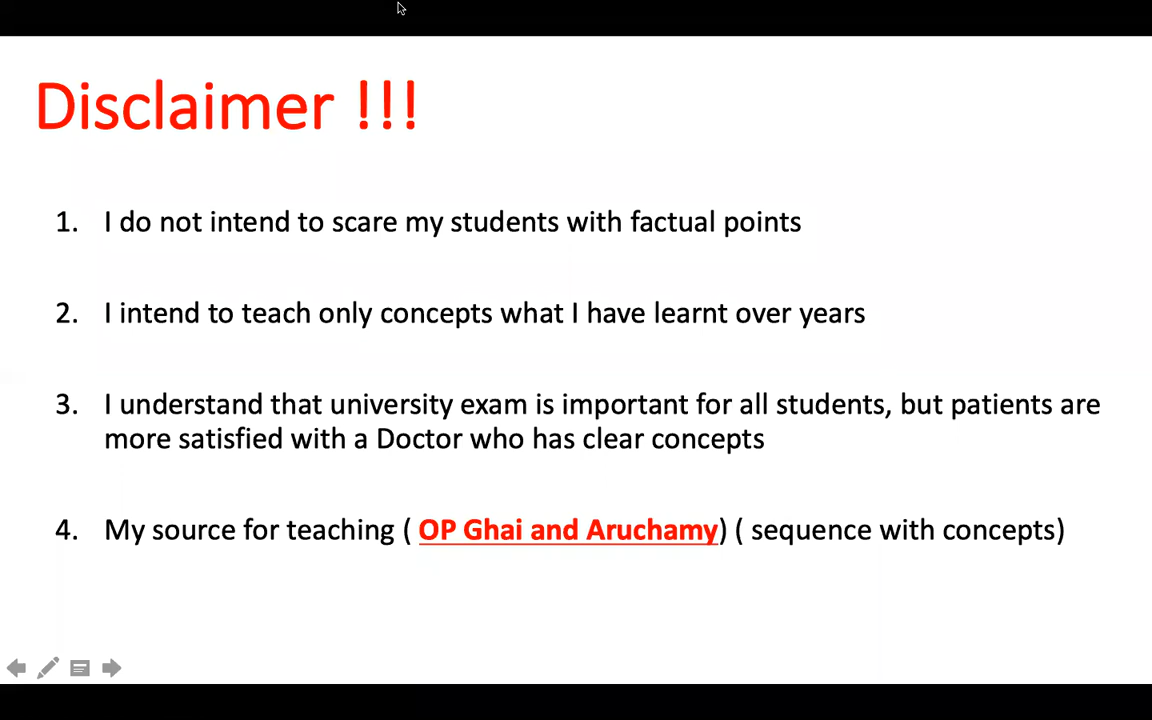 Disclaimer !!!
1. I do not intend to scare my students with factual points
2. I intend to teach only concepts what I have learnt over years
3. I understand that university exam is important for all students, but patients are
more satisfied with a Doctor who has clear concepts
4. My source for teaching ( OP Ghai and Aruchamy) ( sequence with concepts)